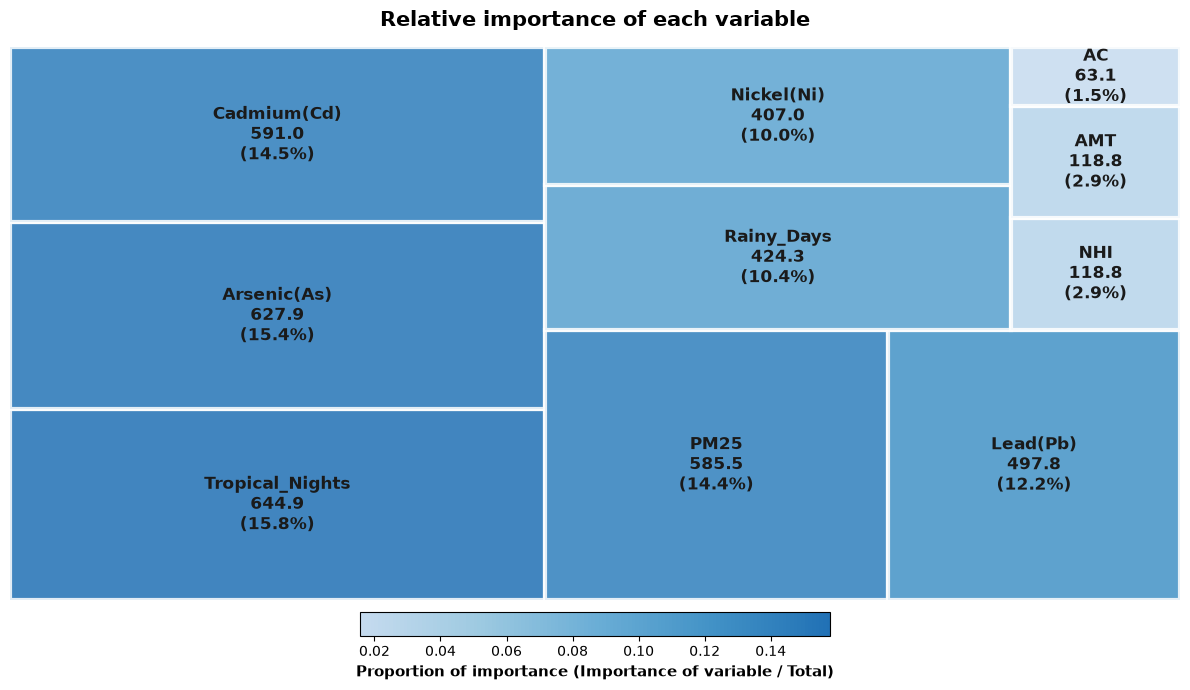 Relative importance of each variable
Cadmium(Cd)
591.0
(14.5%)
Arsenic(As)
627.9
(15.4%)
Tropical_Nights
644.9
(15.8%)
Nickel(Ni)
407.0
(10.0%)
Rainy_Days
424.3
(10.4%)
AC
63.1
(1.5%)
AMT
118.8
(2.9%)
NHI
118.8
(2.9%)
PM25
585.5
(14.4%)
Lead(Pb)
497.8
(12.2%)
0.02 0.04 0.06 0.08 0.10 0.12 0.14
Proportion of importance (Importance of variable / Total)